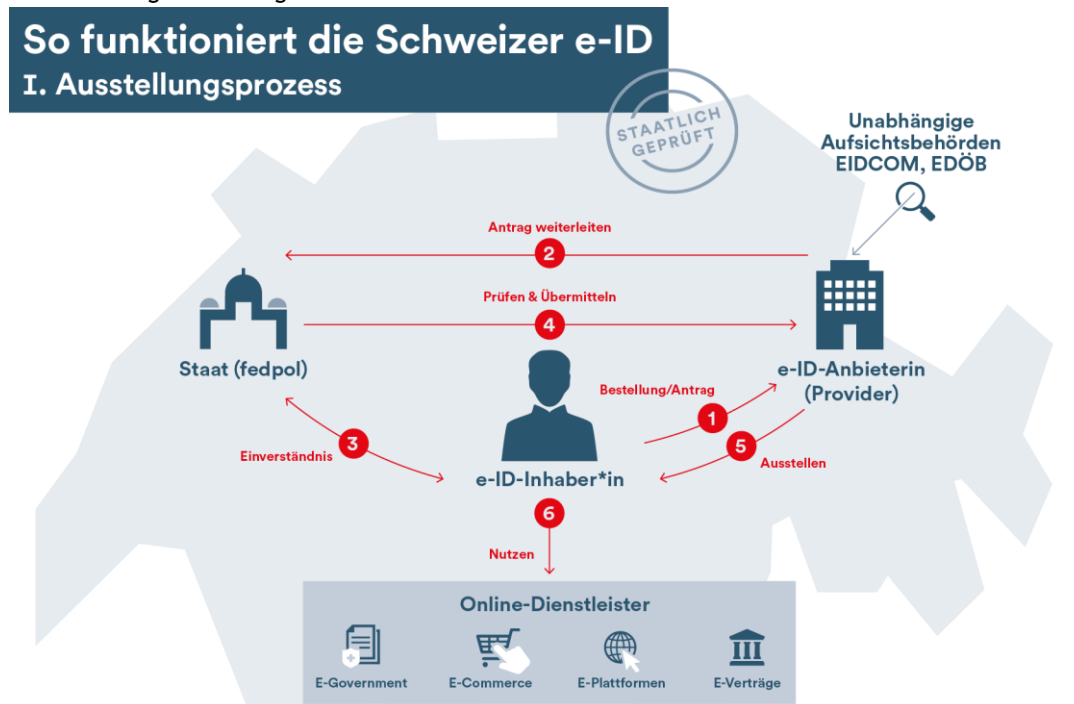 So funktioniert die Schweizer e-ID
I. Ausstellungsprozess
STAATLICH
GEPRÜFT
Unabhängige
Aufsichtsbehörden
EIDCOM, EDÖB
Antrag weiterleiten
2
Prüfen & Übermitteln
4
Staat (fedpol)
e-ID-Anbieterin
(Provider)
Bestellung/Antrag
1
3
Einverständnis
5
Ausstellen
e-ID-Inhaber*in
6
Nutzen
Online-Dienstleister
E-Government
E-Commerce
E-Plattformen
E-Verträge